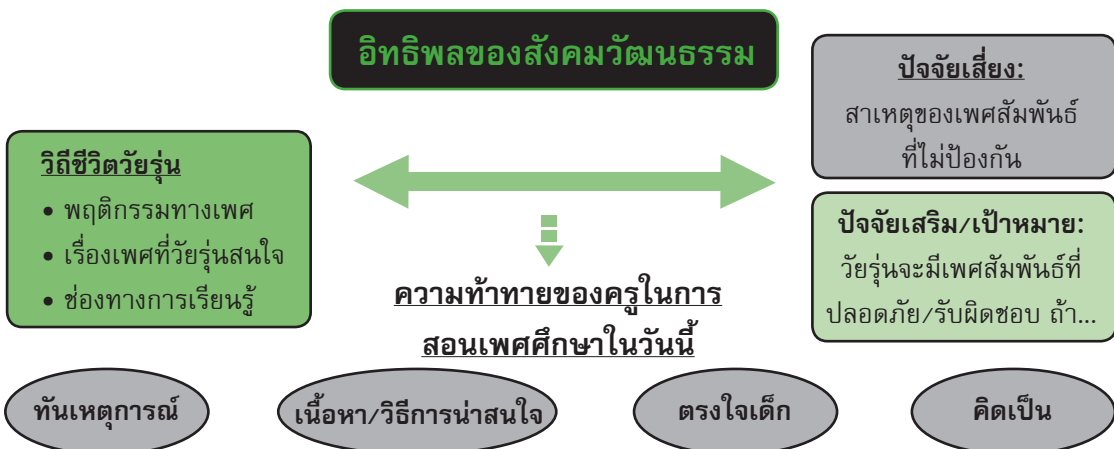 อิทธิพลของสังคมวัฒนธรรม
ปัจจัยเสี่ยง:
สาเหตุของเพศสัมพันธ์
ที่ไม่ป้องกัน
วิถีชีวิตวัยรุ่น
• พฤติกรรมทางเพศ
• เรื่องเพศที่วัยรุ่นสนใจ
• ช่องทางการเรียนรู้
ปัจจัยเสริม/เป้าหมาย:
วัยรุ่นจะมีเพศสัมพันธ์ที่
ปลอดภัย/รับผิดชอบ ถ้า...
ความท้าทายของครูในการ
สอนเพศศึกษาในวันนี้
ทันเหตุการณ์
เนื้อหา/วิธีการน่าสนใจ
ตรงใจเด็ก
คิดเป็น